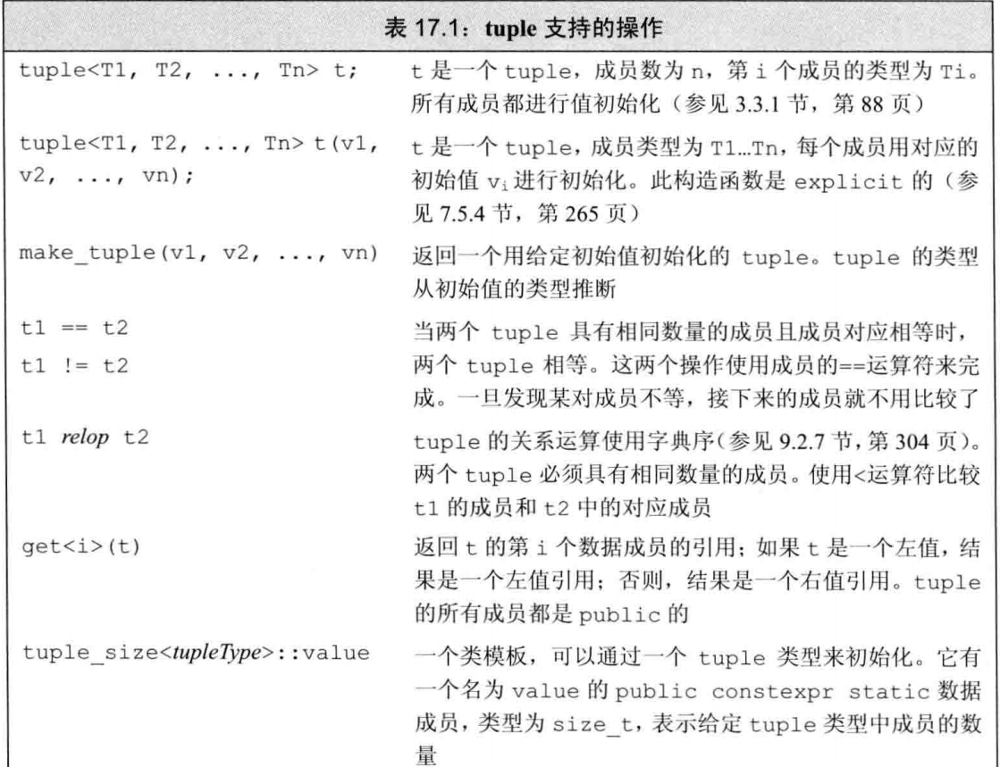 表 17.1：tuple 支持的操作
tuple<T1, T2, ..., Tn> t;
t 是一个 tuple，成员数为 n，第 i 个成员的类型为 Ti。
所有成员都进行值初始化（参见 3.3.1 节，第 88 页）
tuple<T1, T2, ..., Tn> t(v1,
v2, ..., vn);
t 是一个 tuple，成员类型为 T1…Tn，每个成员用对应的
初始值 vi 进行初始化。此构造函数是 explicit 的（参
见 7.5.4 节，第 265 页）
make_tuple(v1, v2, ..., vn)
返回一个用给定初始值初始化的 tuple。tuple 的类型
从初始值的类型推断
t1 == t2
t1 != t2
当两个 tuple 具有相同数量的成员且成员对应相等时，
两个 tuple 相等。这两个操作使用成员的==运算符来完
成。一旦发现某对成员不等，接下来的成员就不用比较了
t1 relop t2
tuple 的关系运算使用字典序（参见 9.2.7 节，第 304 页）。
两个 tuple 必须具有相同数量的成员。使用<运算符比较
t1 的成员和 t2 中的对应成员
get<i>(t)
返回 t 的第 i 个数据成员的引用；如果 t 是一个左值，结
果是一个左值引用；否则，结果是一个右值引用。tuple
的所有成员都是 public 的
tuple_size<tupleType>::value
一个类模板，可以通过一个 tuple 类型来初始化。它有
一个名为 value 的 public constexpr static 数据
成员，类型为 size_t，表示给定 tuple 类型中成员的数
量